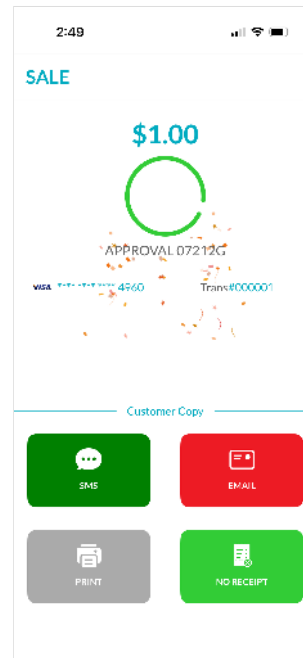 2:49
SALE
$1.00
APPROVAL 07212G
VISA **** **** **** 4960 Trans#000001
Customer Copy
SMS EMAIL
PRINT NO RECEIPT